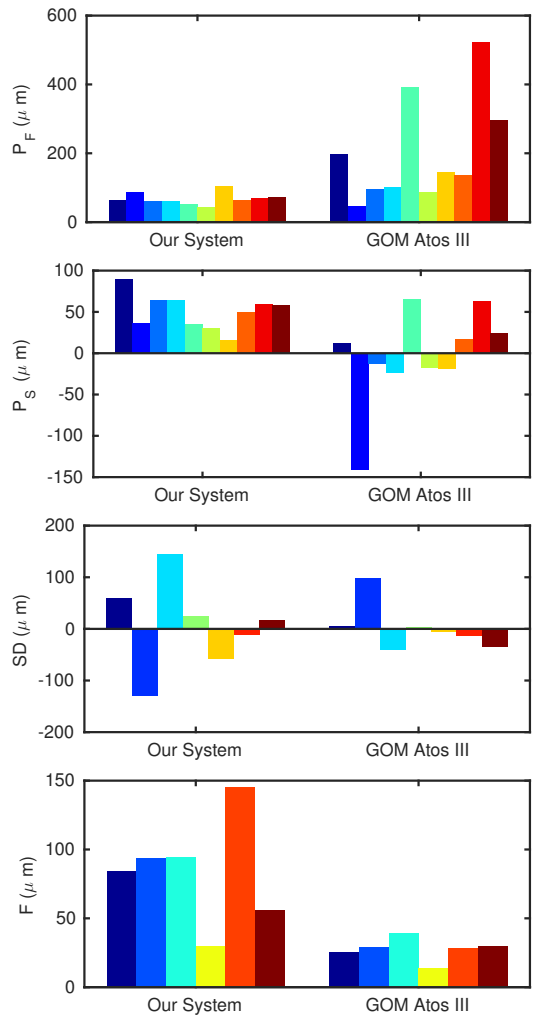 600
400
200
0
P_F (μ m)
Our System
GOM Atos III
100
50
0
-50
-100
-150
P_S (μ m)
Our System
GOM Atos III
200
100
0
-100
-200
SD (μ m)
Our System
GOM Atos III
150
100
50
0
F (μ m)
Our System
GOM Atos III